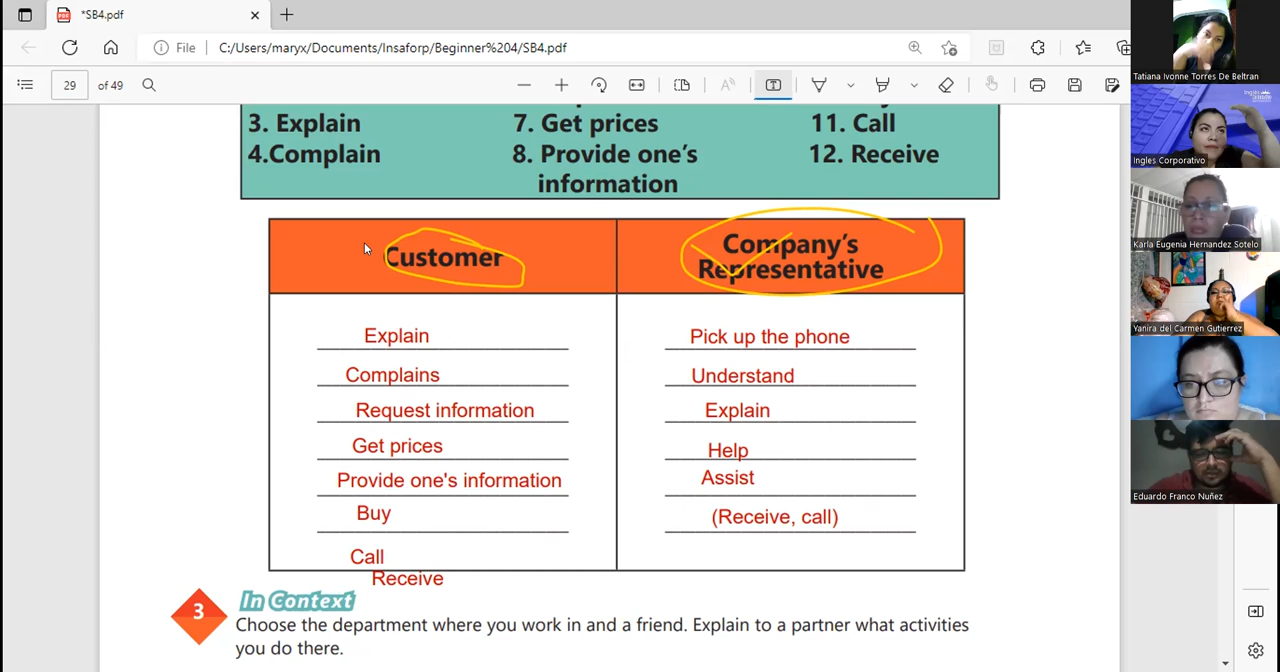 *SB4.pdf
File
C:/Users/maryx/Documents/Insaforp/Beginner%204/SB4.pdf
29 of 49
3. Explain 7. Get prices 11. Call
4.Complain 8. Provide one's 12. Receive
information
Customer Company's
Representative
Explain Pick up the phone
Complains Understand
Request information Explain
Get prices Help
Provide one's information Assist
Buy (Receive, call)
Call
Receive
3 In Context
Choose the department where you work in and a friend. Explain to a partner what activities
you do there.
Tatiana Ivonne Torres De Beltran
Ingles Corporativo
Karla Eugenia Hernandez Sotelo
Yanira del Carmen Gutierrez
Eduardo Franco Nuñez